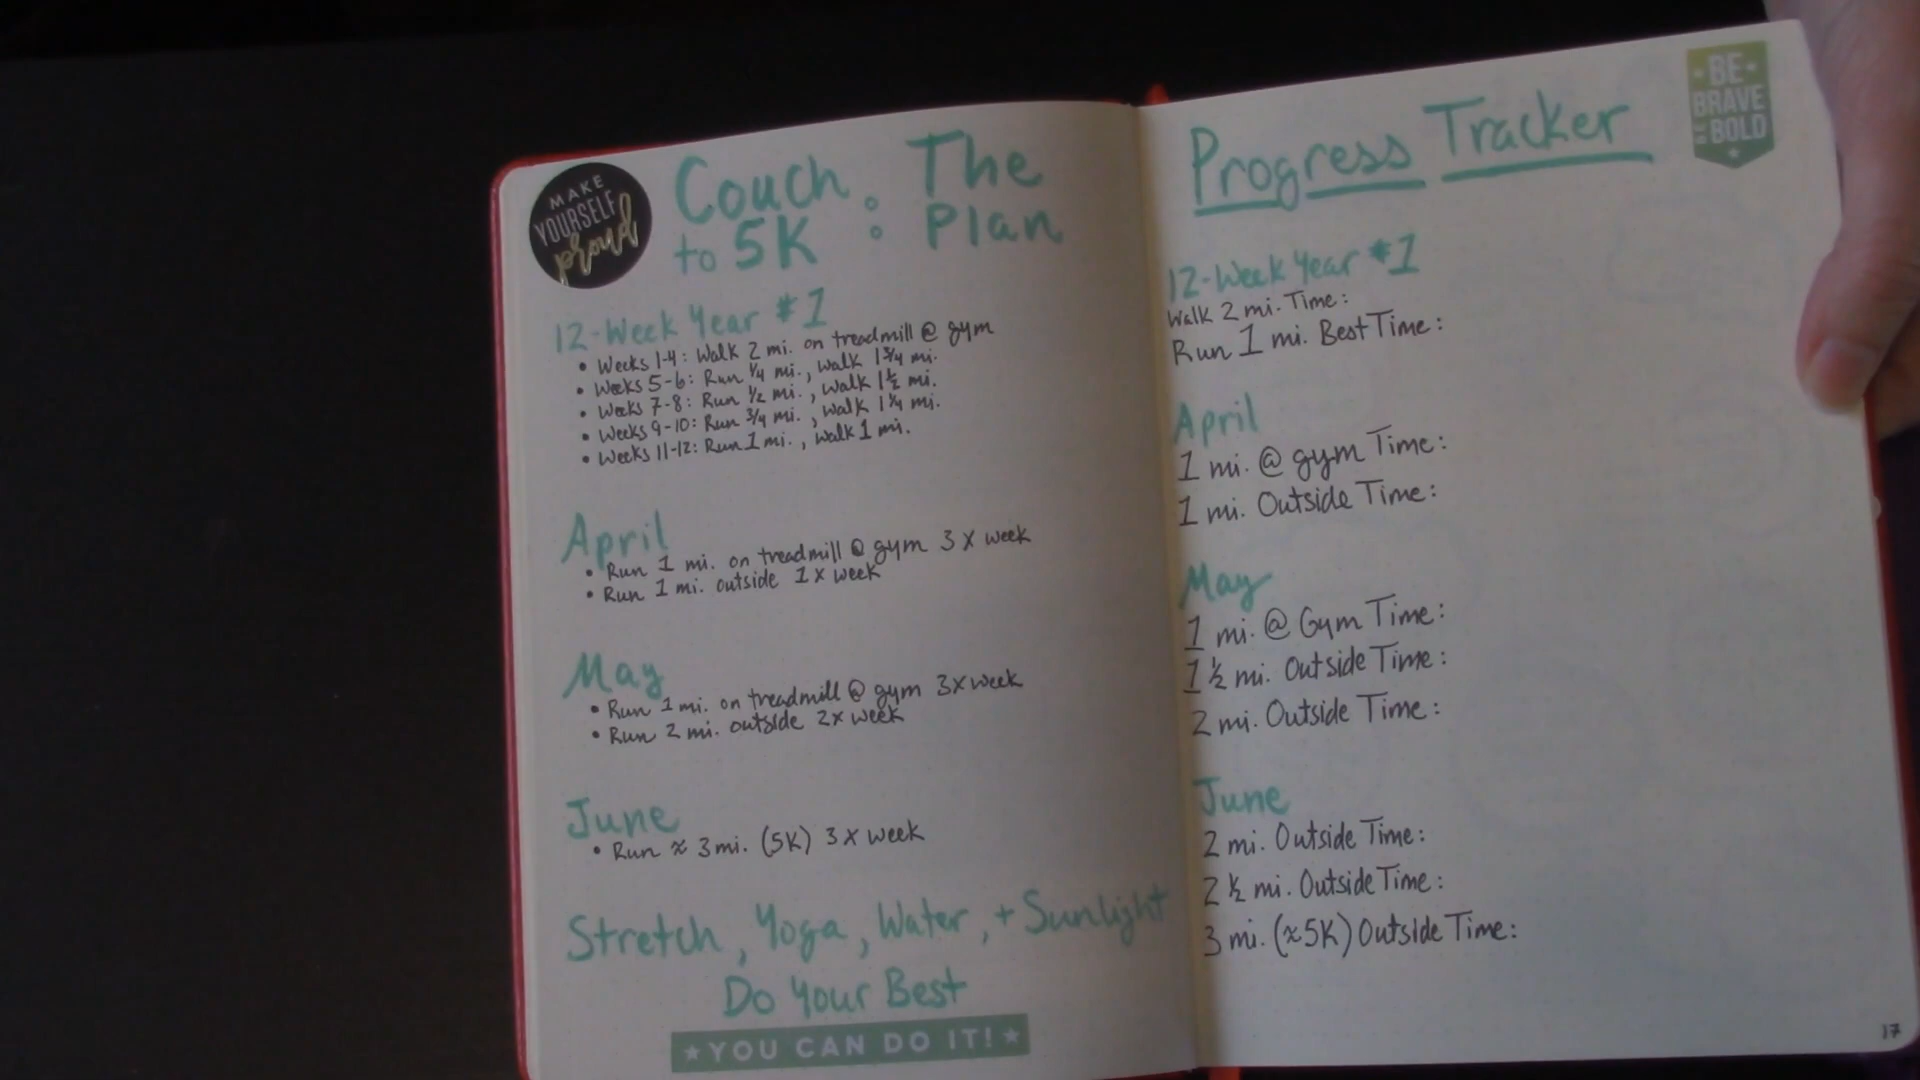 MAKE
YOURSELF
proud
Couch to 5K : The Plan
12-Week Year #1
• Weeks 1-4: Walk 2 mi. on treadmill @ gym
• Weeks 5-6: Run 1/4 mi., Walk 1 3/4 mi.
• Weeks 7-8: Run 1/2 mi., Walk 1 1/2 mi.
• Weeks 9-10: Run 3/4 mi., Walk 1 1/4 mi.
• Weeks 11-12: Run 1 mi., Walk 1 mi.
April
• Run 1 mi. on treadmill @ gym 3 x week
• Run 1 mi. outside 1 x week
May
• Run 1 mi. on treadmill @ gym 3x week
• Run 2 mi. outside 2x week
June
• Run ≈ 3 mi. (5K) 3 x week
Stretch, Yoga, Water, + Sunlight
Do Your Best
★ YOU CAN DO IT! ★
Progress Tracker
BE
BRAVE
BE BOLD
12-Week Year #1
Walk 2 mi. Time:
Run 1 mi. Best Time:
April
1 mi. @ gym Time:
1 mi. Outside Time:
May
1 mi. @ Gym Time:
1 1/2 mi. Outside Time:
2 mi. Outside Time:
June
2 mi. Outside Time:
2 1/2 mi. Outside Time:
3 mi. (≈5K) Outside Time:
17